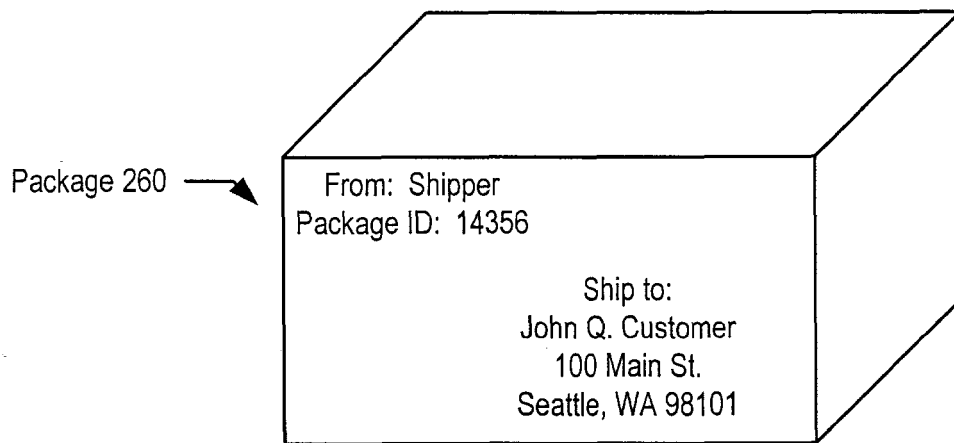 Package 260
From: Shipper
Package ID: 14356
Ship to:
John Q. Customer
100 Main St.
Seattle, WA 98101